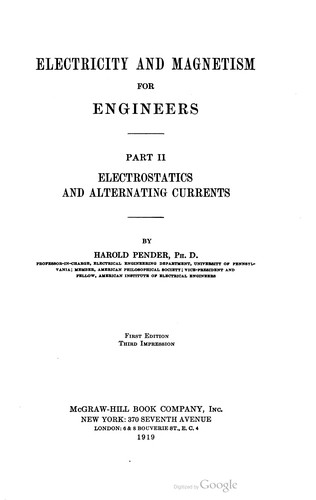 ELECTRICITY AND MAGNETISM
FOR
ENGINEERS
PART II
ELECTROSTATICS
AND ALTERNATING CURRENTS
BY
HAROLD PENDER, PH. D.
PROFESSOR-IN-CHARGE, ELECTRICAL ENGINEERING DEPARTMENT, UNIVERSITY OF PENNSYL-
VANIA; MEMBER, AMERICAN PHILOSOPHICAL SOCIETY; VICE-PRESIDENT AND
FELLOW, AMERICAN INSTITUTE OF ELECTRICAL ENGINEERS
FIRST EDITION
THIRD IMPRESSION
McGRAW-HILL BOOK COMPANY, INC.
NEW YORK: 370 SEVENTH AVENUE
LONDON: 6 & 8 BOUVERIE ST., E. C. 4
1919
Digitized by Google